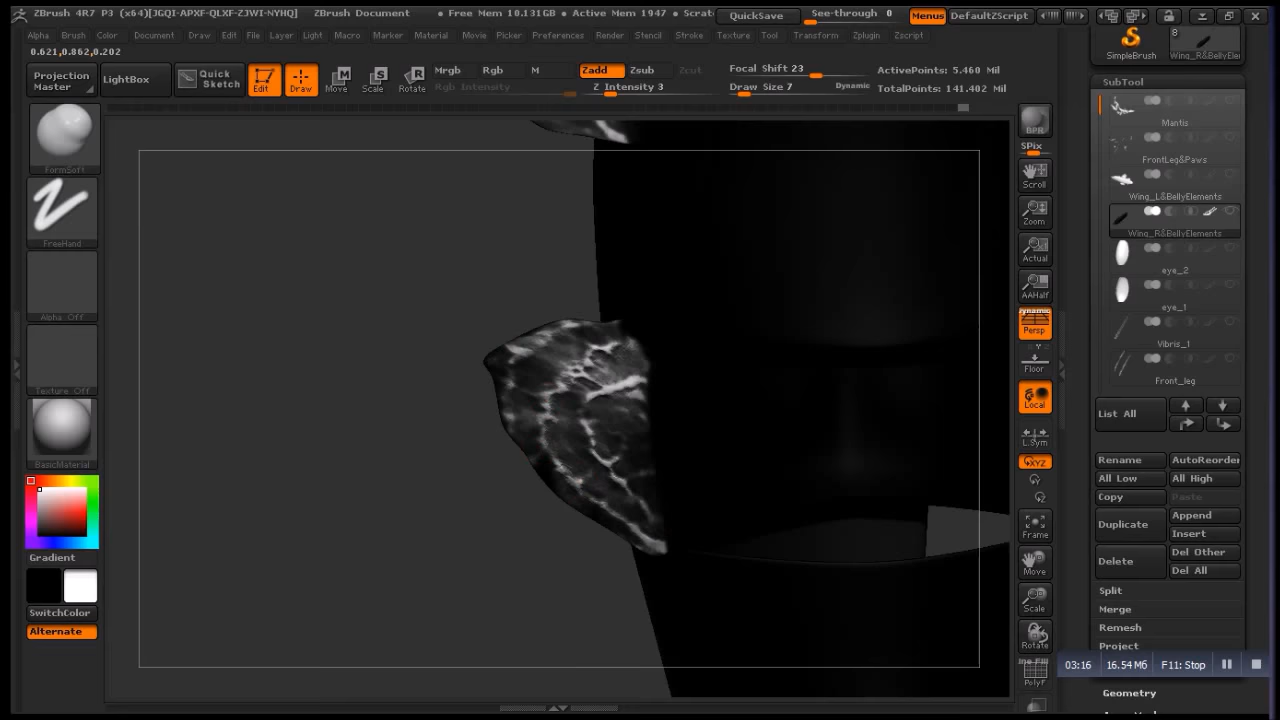 ZBrush 4R7 P3 (x64)[JGQI-APXF-QLXF-ZJWI-NYHQ] ZBrush Document • Free Mem 10.131GB • Active Mem 1947 • Scrat QuickSave See-through 0 Menus DefaultZScript
Alpha Brush Color Document Draw Edit File Layer Light Macro Marker Material Movie Picker Preferences Render Stencil Stroke Texture Tool Transform Zplugin Zscript
0.621,0.862,0.202
Projection
Master
LightBox
Quick
Sketch
Edit
Draw
Move
Scale
Rotate
Mrgb Rgb M
Rgb Intensity
Zadd Zsub Zcut
Z Intensity 3
Focal Shift 23
Draw Size 7
Dynamic
ActivePoints: 5.460 Mil
TotalPoints: 141.402 Mil
FormSoft
FreeHand
Alpha Off
Texture Off
BasicMaterial
Gradient
SwitchColor
Alternate
BPR
SPix
Scroll
Zoom
Actual
AAHalf
Dynamic
Persp
Floor
Local
L.Sym
XYZ
Frame
Move
Scale
Rotate
Line Fill
PolyF
SimpleBrush
8
Wing_R&BellyElei
SubTool
Mantis
FrontLeg&Paws
Wing_L&BellyElements
Wing_R&BellyElements
eye_2
eye_1
Vibris_1
Front_leg
List All
Rename AutoReorder
All Low All High
Copy Paste
Duplicate Append
Insert
Delete Del Other
Del All
Split
Merge
Remesh
Project
03:16 16.54Мб F11: Stop
Geometry